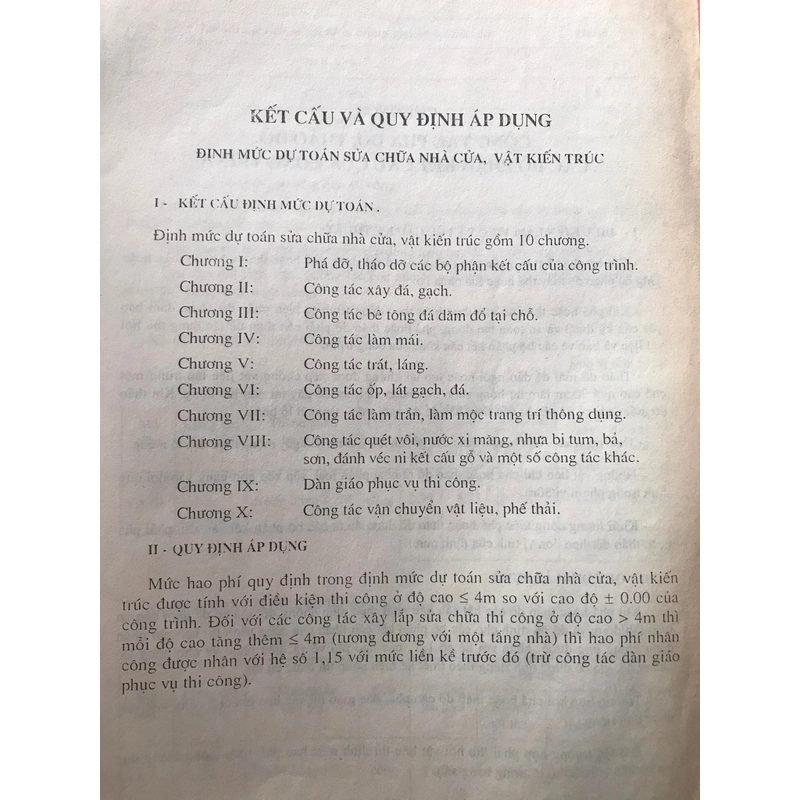 KẾT CẤU VÀ QUY ĐỊNH ÁP DỤNG
ĐỊNH MỨC DỰ TOÁN SỬA CHỮA NHÀ CỬA, VẬT KIẾN TRÚC
I - KẾT CẤU ĐỊNH MỨC DỰ TOÁN .
Định mức dự toán sửa chữa nhà cửa, vật kiến trúc gồm 10 chương.
Chương I: Phá dỡ, tháo dỡ các bộ phận kết cấu của công trình.
Chương II: Công tác xây đá, gạch.
Chương III: Công tác bê tông đá dăm đổ tại chỗ.
Chương IV: Công tác làm mái.
Chương V: Công tác trát, láng.
Chương VI: Công tác ốp, lát gạch, đá.
Chương VII: Công tác làm trần, làm mộc trang trí thông dụng.
Chương VIII: Công tác quét vôi, nước xi măng, nhựa bi tum, bả,
sơn, đánh véc ni kết cấu gỗ và một số công tác khác.
Chương IX: Dàn giáo phục vụ thi công.
Chương X: Công tác vận chuyển vật liệu, phế thải.
II - QUY ĐỊNH ÁP DỤNG
Mức hao phí quy định trong định mức dự toán sửa chữa nhà cửa, vật kiến
trúc được tính với điều kiện thi công ở độ cao ≤ 4m so với cao độ ± 0.00 của
công trình. Đối với các công tác xây lắp sửa chữa thi công ở độ cao > 4m thì
mỗi độ cao tăng thêm ≤ 4m (tương đương với một tầng nhà) thì hao phí nhân
công được nhân với hệ số 1,15 với mức liền kề trước đó (trừ công tác dàn giáo
phục vụ thi công).